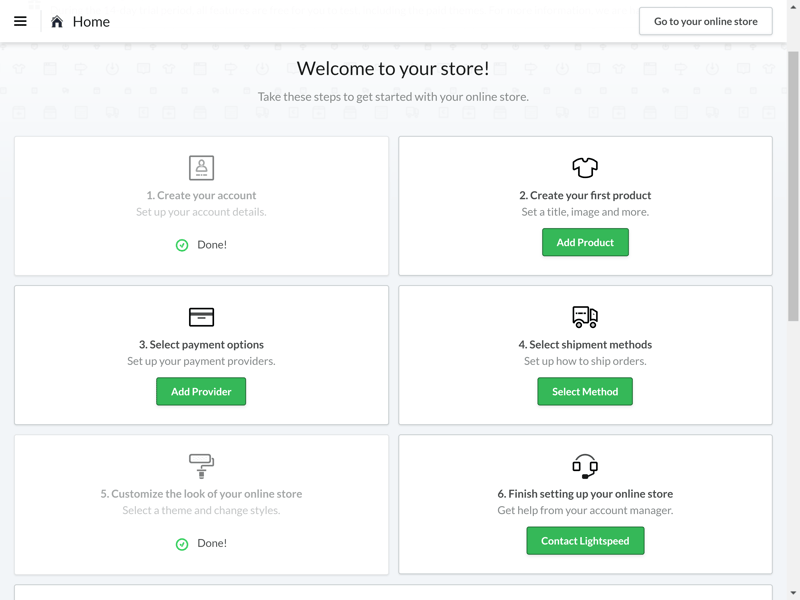 Home
Go to your online store
Welcome to your store!
Take these steps to get started with your online store.
1. Create your account
Set up your account details.
Done!
2. Create your first product
Set a title, image and more.
Add Product
3. Select payment options
Set up your payment providers.
Add Provider
4. Select shipment methods
Set up how to ship orders.
Select Method
5. Customize the look of your online store
Select a theme and change styles.
Done!
6. Finish setting up your online store
Get help from your account manager.
Contact Lightspeed